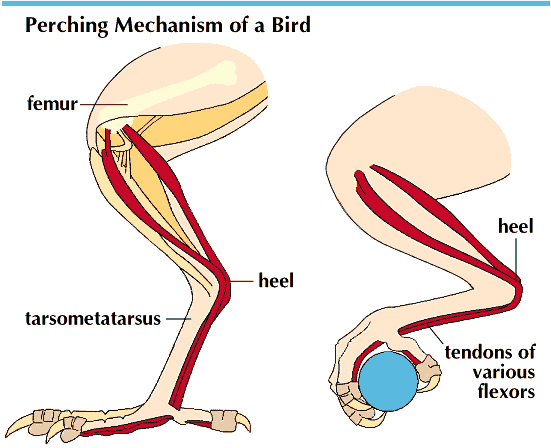 Perching Mechanism of a Bird
femur
heel
tarsometatarsus
heel
tendons of
various
flexors